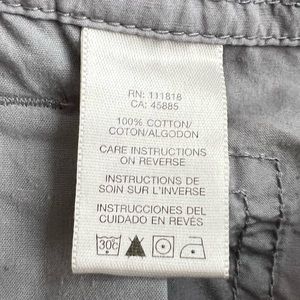 RN: 111818
CA: 45885
100% COTTON/
COTON/ALGODON
CARE INSTRUCTIONS
ON REVERSE
INSTRUCTIONS DE
SOIN SUR L'INVERSE
INSTRUCCIONES DEL
CUIDADO EN REVÉS
30c